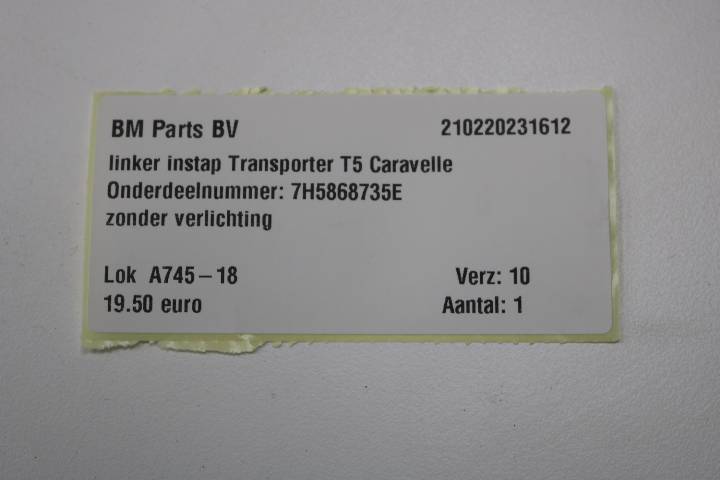 BM Parts BV 210220231612
linker instap Transporter T5 Caravelle
Onderdeelnummer: 7H5868735E
zonder verlichting
Lok A745-18 Verz: 10
19.50 euro Aantal: 1